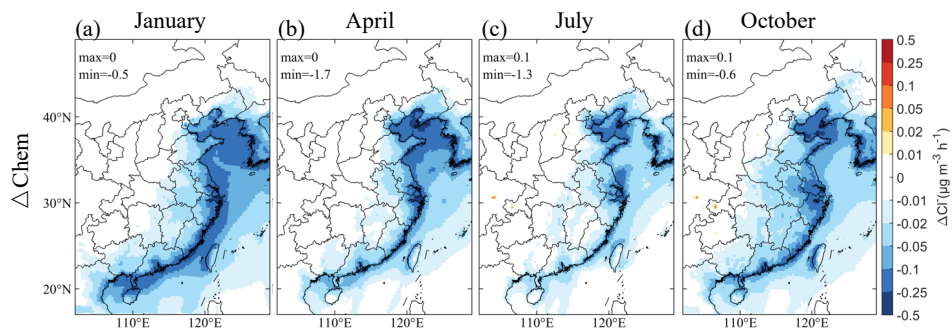 January
April
July
October
(a)
(b)
(c)
(d)
max=0
min=-0.5
max=0
min=-1.7
max=0.1
min=-1.3
max=0.1
min=-0.6
△Chem
40°N
30°N
20°N
110°E
120°E
110°E
120°E
110°E
120°E
110°E
120°E
0.5
0.25
0.1
0.05
0.02
0.01
0
-0.01
-0.02
-0.05
-0.1
-0.25
-0.5
ΔCl⁻(μg m⁻³ h⁻¹)